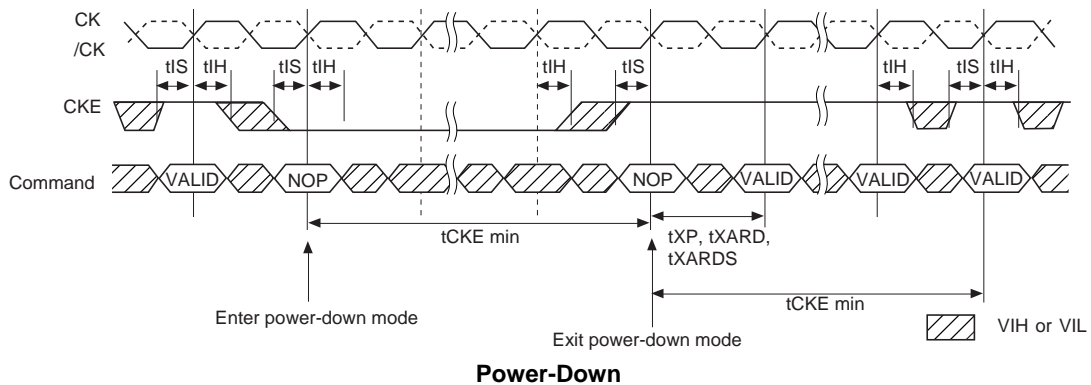 CK
/CK
tIS tIH tIS tIH tIH tIS tIH tIS tIH
CKE
Command VALID NOP NOP VALID VALID VALID
tCKE min
tXP, tXARD,
tXARDS
tCKE min
Enter power-down mode
Exit power-down mode
VIH or VIL
Power-Down